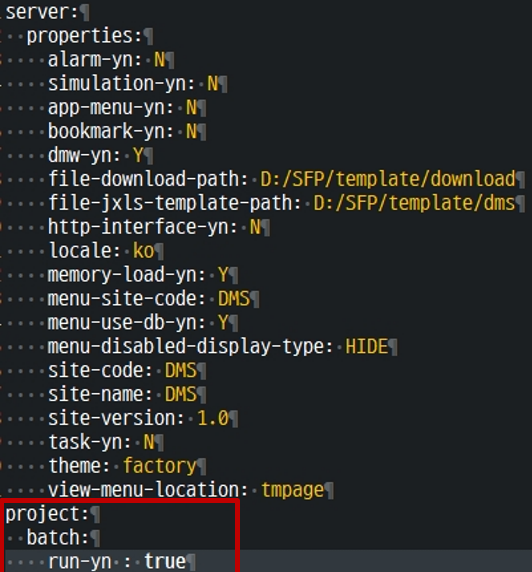 server:
  properties:
    alarm-yn: N
    simulation-yn: N
    app-menu-yn: N
    bookmark-yn: N
    dmw-yn: Y
    file-download-path: D:/SFP/template/download
    file-jxls-template-path: D:/SFP/template/dms
    http-interface-yn: N
    locale: ko
    memory-load-yn: Y
    menu-site-code: DMS
    menu-use-db-yn: Y
    menu-disabled-display-type: HIDE
    site-code: DMS
    site-name: DMS
    site-version: 1.0
    task-yn: N
    theme: factory
    view-menu-location: tmpage
project:
  batch:
    run-yn : true